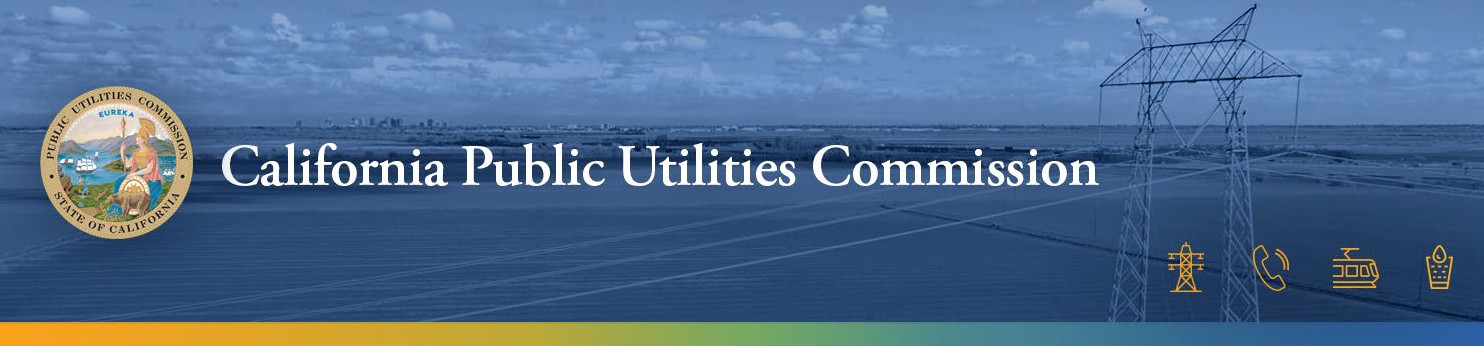 PUBLIC UTILITIES COMMISSION
EUREKA
STATE OF CALIFORNIA
California Public Utilities Commission